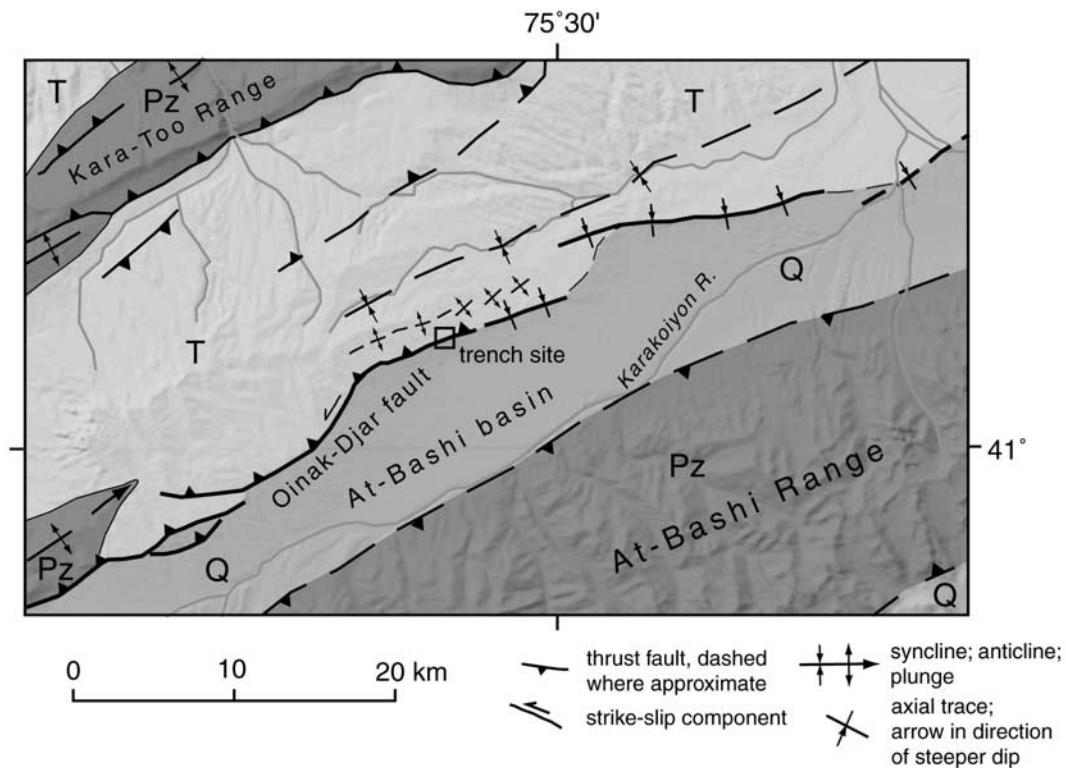 75°30'
T
Pz
Kara-Too Range
T
Q
Karakoiyon R.
T
trench site
Oinak-Djar fault
At-Bashi basin
41°
Pz
At-Bashi Range
Pz
Q
Q
0 10 20 km
thrust fault, dashed
where approximate
strike-slip component
syncline; anticline;
plunge
axial trace;
arrow in direction
of steeper dip